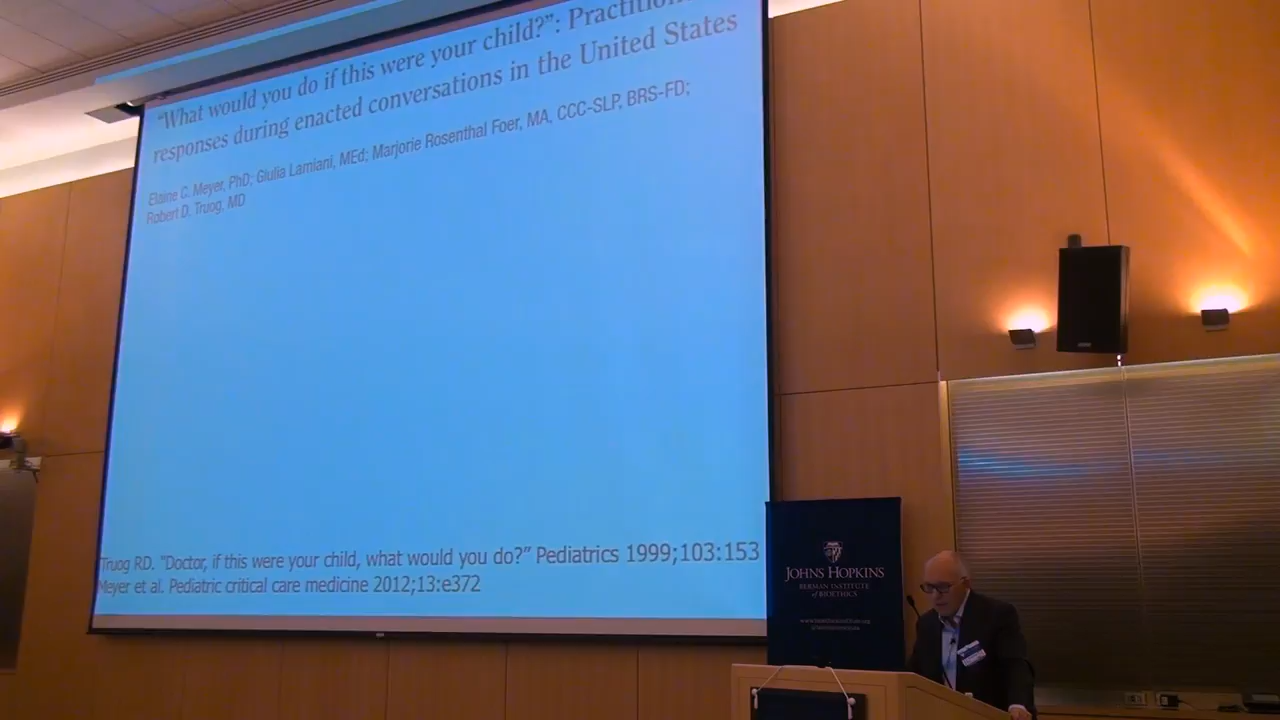 “What would you do if this were your child?”: Practition
responses during enacted conversations in the United States
Elaine C. Meyer, PhD; Giulia Lamiani, MEd; Marjorie Rosenthal Foer, MA, CCC-SLP, BRS-FD;
Robert D. Truog, MD
Truog RD. “Doctor, if this were your child, what would you do?” Pediatrics 1999;103:153
Meyer et al. Pediatric critical care medicine 2012;13:e372
JOHNS HOPKINS
BERMAN INSTITUTE
of BIOETHICS